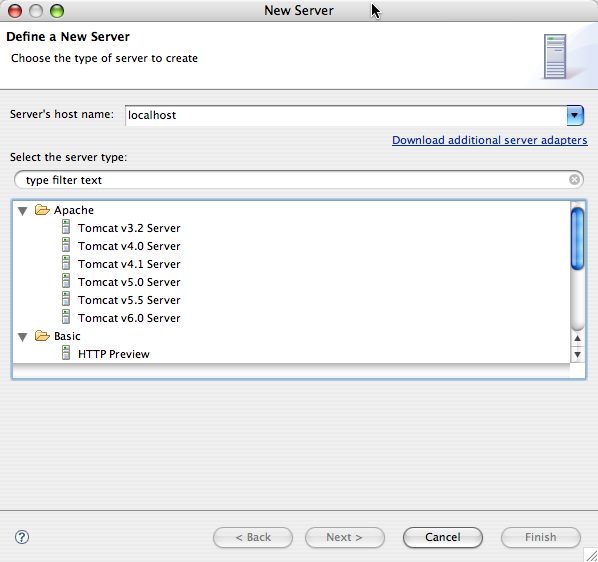 New Server
Define a New Server
Choose the type of server to create
Server's host name: localhost
Download additional server adapters
Select the server type:
type filter text
Apache
Tomcat v3.2 Server
Tomcat v4.0 Server
Tomcat v4.1 Server
Tomcat v5.0 Server
Tomcat v5.5 Server
Tomcat v6.0 Server
Basic
HTTP Preview
? < Back Next > Cancel Finish